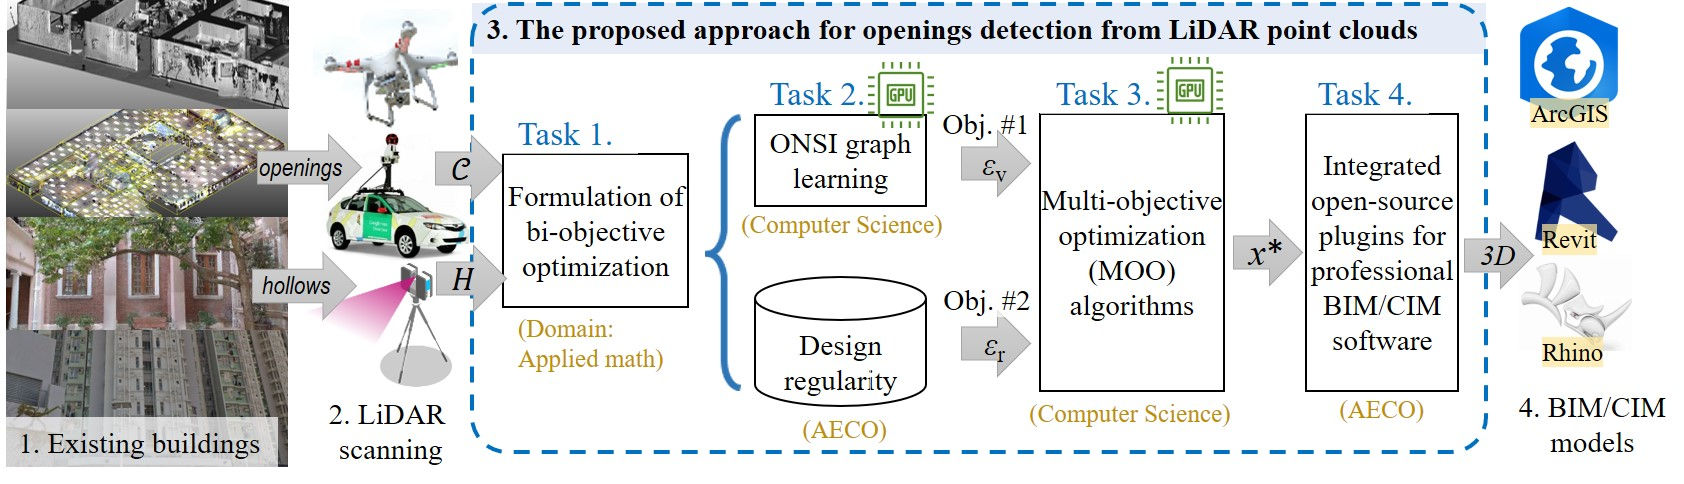 3. The proposed approach for openings detection from LiDAR point clouds
openings
hollows
1. Existing buildings
2. LiDAR
scanning
C
H
Task 1.
Formulation of
bi-objective
optimization
(Domain:
Applied math)
Task 2.
GPU
ONSI graph
learning
(Computer Science)
Design
regularity
(AECO)
Obj. #1
εv
Obj. #2
εr
Task 3.
GPU
Multi-objective
optimization
(MOO)
algorithms
(Computer Science)
x*
Task 4.
Integrated
open-source
plugins for
professional
BIM/CIM
software
(AECO)
3D
ArcGIS
Revit
Rhino
4. BIM/CIM
models